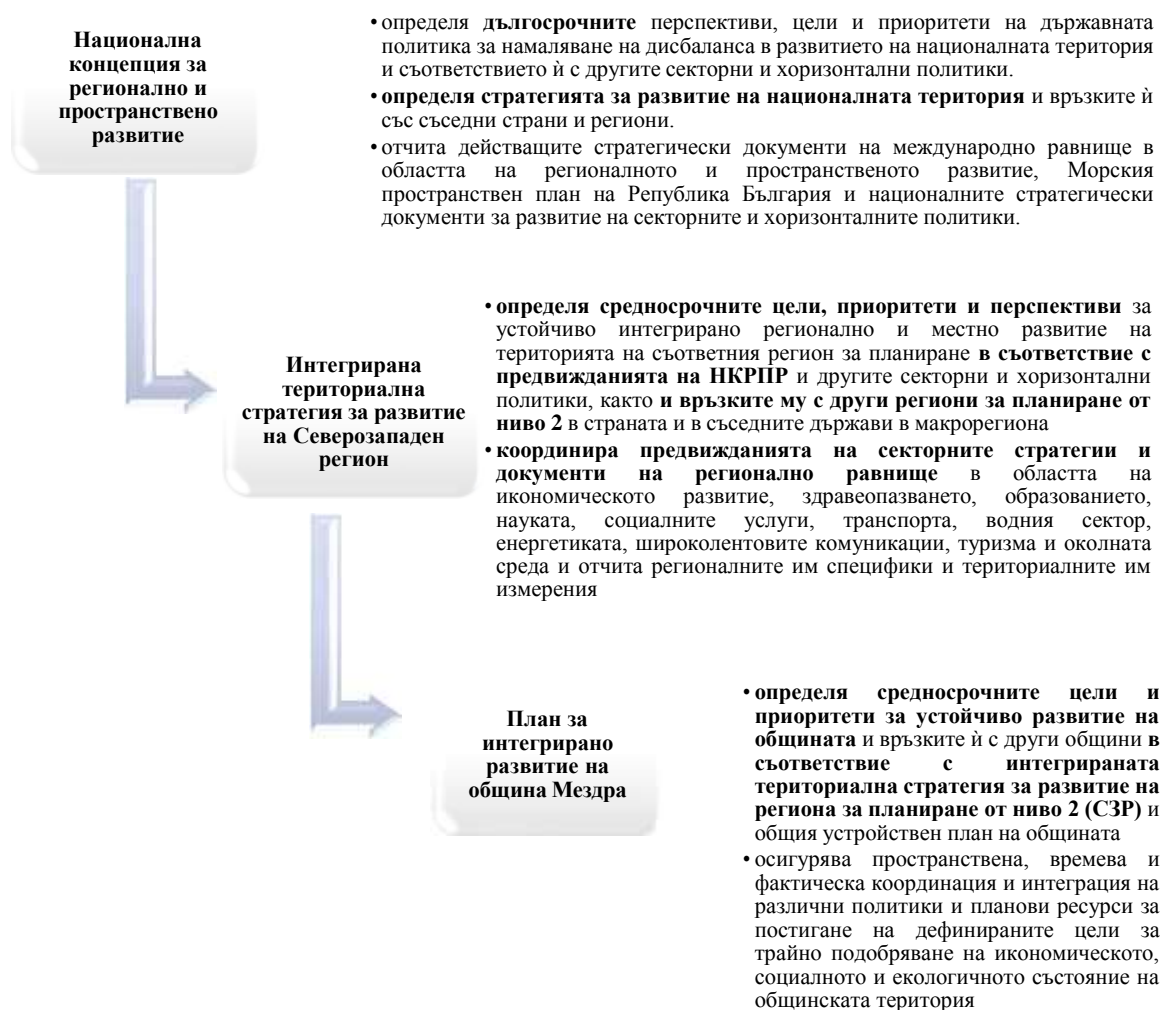 Национална
концепция за
регионално и
пространствено
развитие
• определя дългосрочните перспективи, цели и приоритети на държавната
политика за намаляване на дисбаланса в развитието на националната територия
и съответствието ѝ с другите секторни и хоризонтални политики.
• определя стратегията за развитие на националната територия и връзките ѝ
със съседни страни и региони.
• отчита действащите стратегически документи на международно равнище в
областта на регионалното и пространственото развитие, Морския
пространствен план на Република България и националните стратегически
документи за развитие на секторните и хоризонталните политики.
Интегрирана
териториална
стратегия за развитие
на Северозападен
регион
• определя средносрочните цели, приоритети и перспективи за
устойчиво интегрирано регионално и местно развитие на
територията на съответния регион за планиране в съответствие с
предвижданията на НКРПР и другите секторни и хоризонтални
политики, както и връзките му с други региони за планиране от
ниво 2 в страната и в съседните държави в макрорегиона
• координира предвижданията на секторните стратегии и
документи на регионално равнище в областта на
икономическото развитие, здравеопазването, образованието,
науката, социалните услуги, транспорта, водния сектор,
енергетиката, широколентовите комуникации, туризма и околната
среда и отчита регионалните им специфики и териториалните им
измерения
План за
интегрирано
развитие на
община Мездра
• определя средносрочните цели и
приоритети за устойчиво развитие на
общината и връзките ѝ с други общини в
съответствие с интегрираната
териториална стратегия за развитие на
региона за планиране от ниво 2 (СЗР) и
общия устройствен план на общината
• осигурява пространствена, времева и
фактическа координация и интеграция на
различни политики и планови ресурси за
постигане на дефинираните цели за
трайно подобряване на икономическото,
социалното и екологичното състояние на
общинската територия